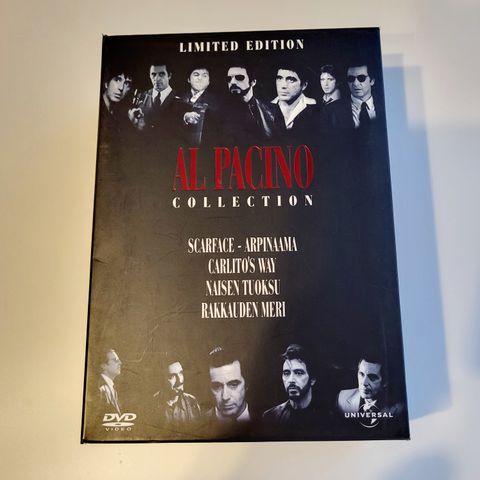 LIMITED EDITION
AL PACINO
COLLECTION
SCARFACE - ARPINAAMA
CARLITO'S WAY
NAISEN TUOKSU
RAKKAUDEN MERI
DVD
VIDEO
UNIVERSAL